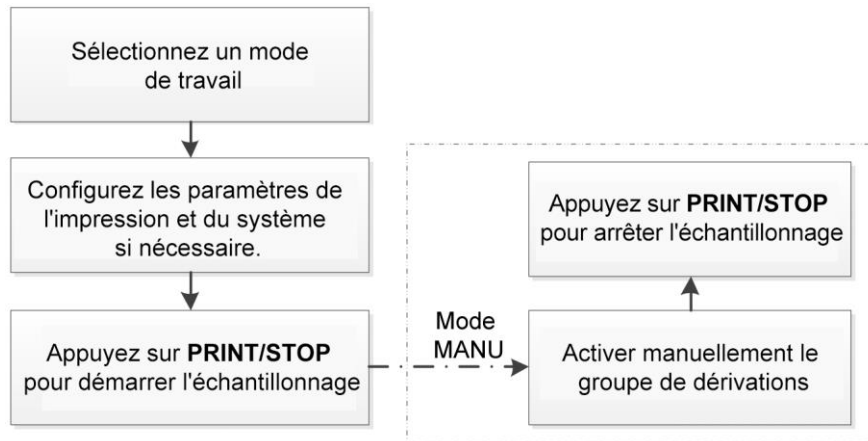 Sélectionnez un mode
de travail
Configurez les paramètres de
l'impression et du système
si nécessaire.
Appuyez sur PRINT/STOP
pour démarrer l'échantillonnage
Mode
MANU
Activer manuellement le
groupe de dérivations
Appuyez sur PRINT/STOP
pour arrêter l'échantillonnage